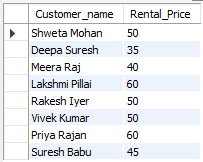 Customer_name Rental_Price
Shweta Mohan 50
Deepa Suresh 35
Meera Raj 40
Lakshmi Pillai 60
Rakesh Iyer 50
Vivek Kumar 50
Priya Rajan 60
Suresh Babu 45